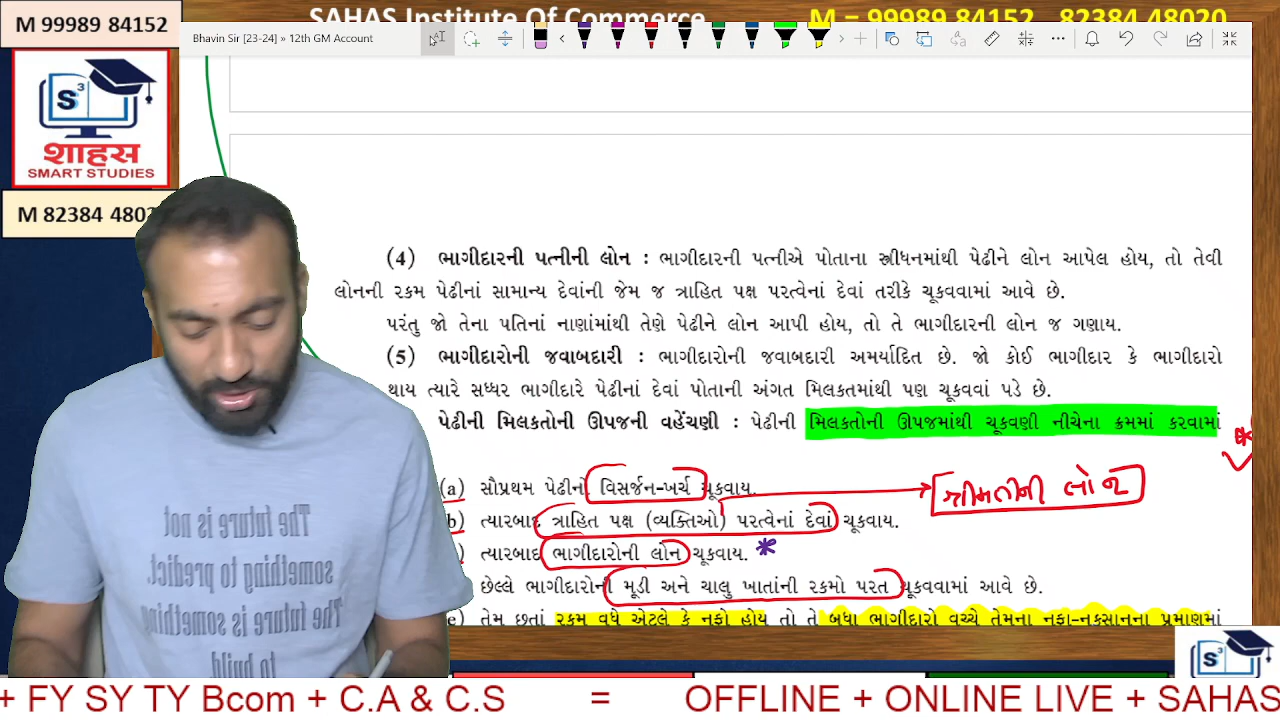 M 99989 84152
SAHAS Institute Of Commerce
M = 99989 84152, 82384 48020
Bhavin Sir [23-24] » 12th GM Account
S3
शाहस
SMART STUDIES
M 82384 480
(4) ભાગીદારની પત્નીની લોન : ભાગીદારની પત્નીએ પોતાના સ્ત્રીધનમાંથી પેઢીને લોન આપેલ હોય, તો તેવી
લોનની રકમ પેઢીનાં સામાન્ય દેવાંની જેમ જ ત્રાહિત પક્ષ પરત્વેનાં દેવાં તરીકે ચૂકવવામાં આવે છે.
પરંતુ જો તેના પતિનાં નાણાંમાંથી તેણે પેઢીને લોન આપી હોય, તો તે ભાગીદારની લોન જ ગણાય.
(5) ભાગીદારોની જવાબદારી : ભાગીદારોની જવાબદારી અમર્યાદિત છે. જો કોઈ ભાગીદાર કે ભાગીદારો
થાય ત્યારે સધ્ધર ભાગીદારે પેઢીનાં દેવાં પોતાની અંગત મિલકતમાંથી પણ ચૂકવવાં પડે છે.
પેઢીની મિલકતોની ઊપજની વહેંચણી : પેઢીની મિલકતોની ઊપજમાંથી ચૂકવણી નીચેના ક્રમમાં કરવામાં
(a) સૌપ્રથમ પેઢીનો વિસર્જન-ખર્ચ ચૂકવાય.
શ્રીમતીની લોન
b) ત્યારબાદ ત્રાહિત પક્ષ (વ્યક્તિઓ) પરત્વેનાં દેવાં ચૂકવાય.
) ત્યારબાદ ભાગીદારોની લોન ચૂકવાય. *
છેલ્લે ભાગીદારોની મૂડી અને ચાલુ ખાતાંની રકમો પરત ચૂકવવામાં આવે છે.
e) તેમ છતાં રકમ વધે એટલે કે નફો હોય તો તે બધા ભાગીદારો વચ્ચે તેમના નફા-નુકસાનના પ્રમાણમાં
The future is not
something to predict.
The future is something
to build
S3
+ FY SY TY Bcom + C.A & C.S = OFFLINE + ONLINE LIVE + SAHAS